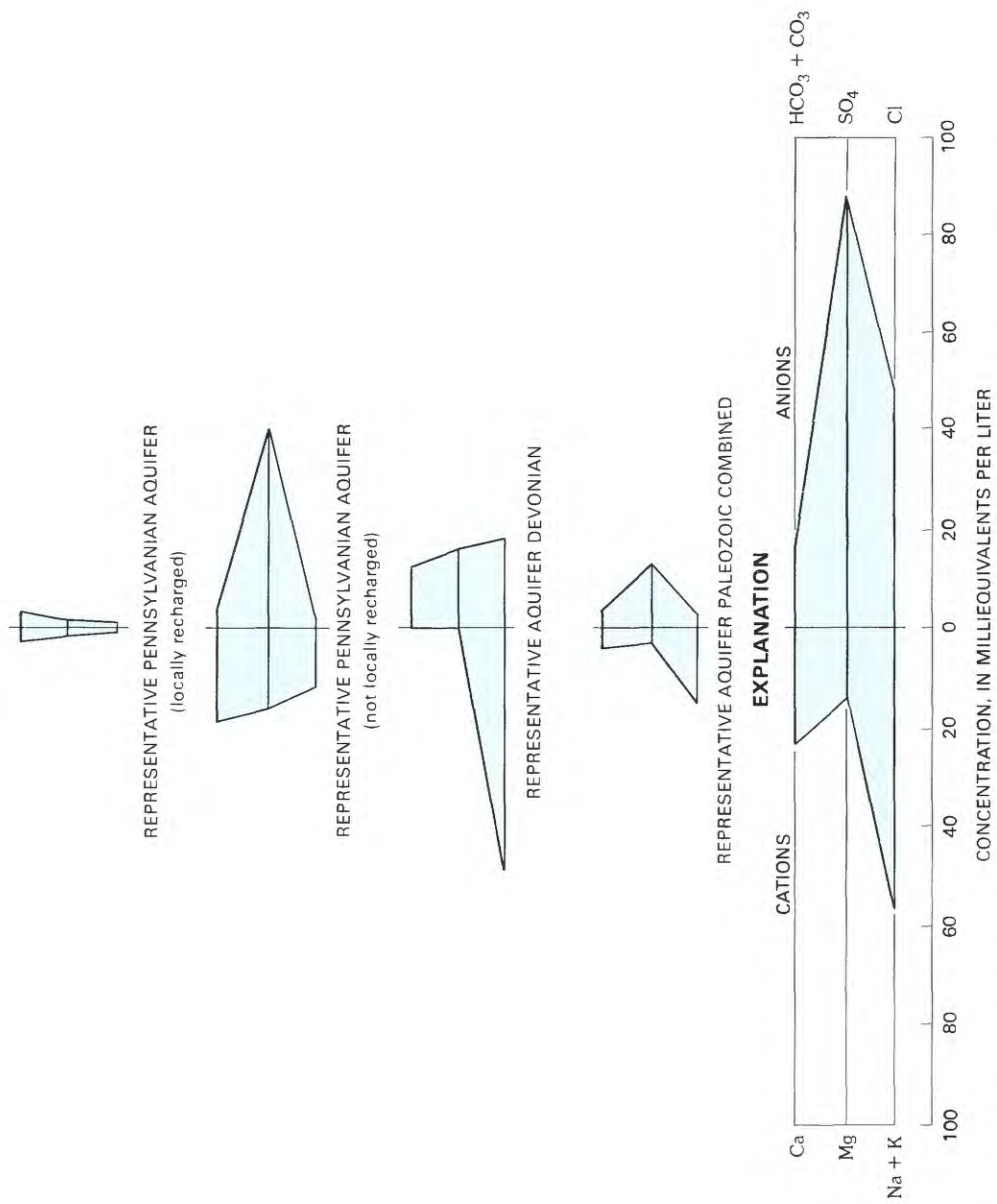 REPRESENTATIVE PENNSYLVANIAN AQUIFER
(locally recharged)
REPRESENTATIVE PENNSYLVANIAN AQUIFER
(not locally recharged)
REPRESENTATIVE AQUIFER DEVONIAN
REPRESENTATIVE AQUIFER PALEOZOIC COMBINED
EXPLANATION
CATIONS ANIONS
Ca HCO₃ + CO₃
Mg SO₄
Na + K Cl
100 80 60 40 20 0 20 40 60 80 100
CONCENTRATION, IN MILLIEQUIVALENTS PER LITER